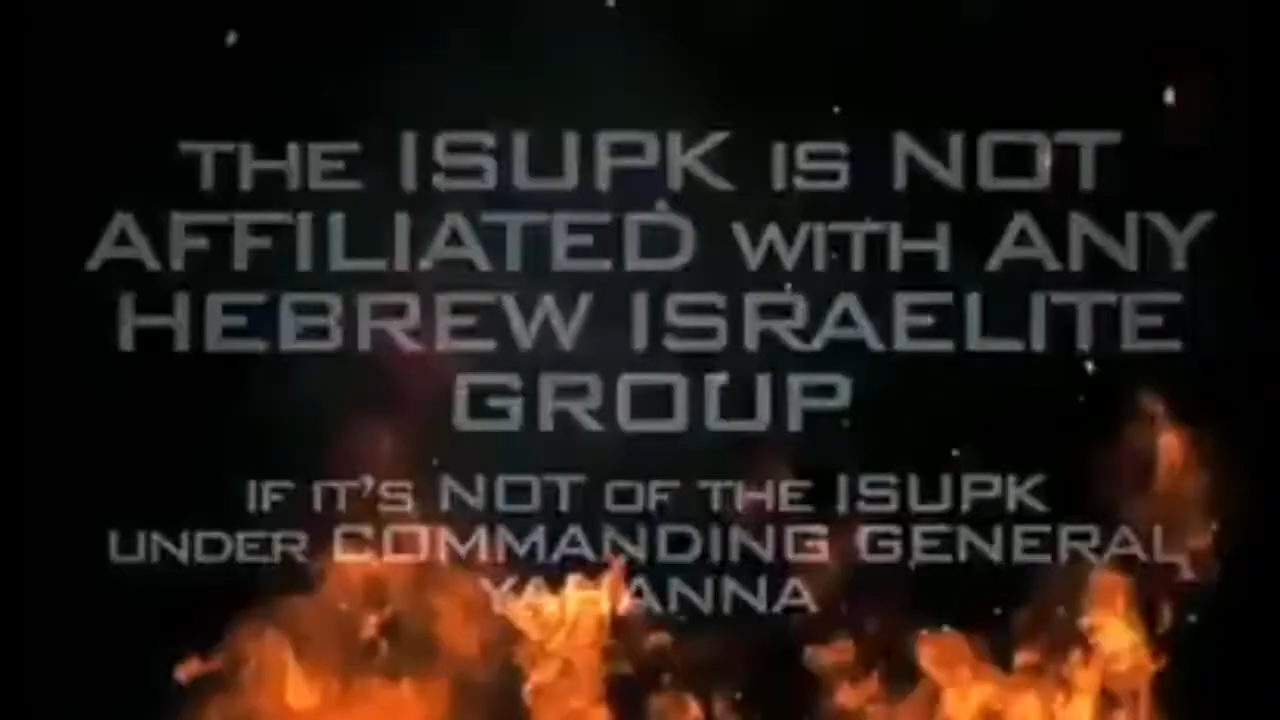 THE ISUPK IS NOT
AFFILIATED WITH ANY
HEBREW ISRAELITE
GROUP
IF IT'S NOT OF THE ISUPK
UNDER COMMANDING GENERAL
YAHANNA